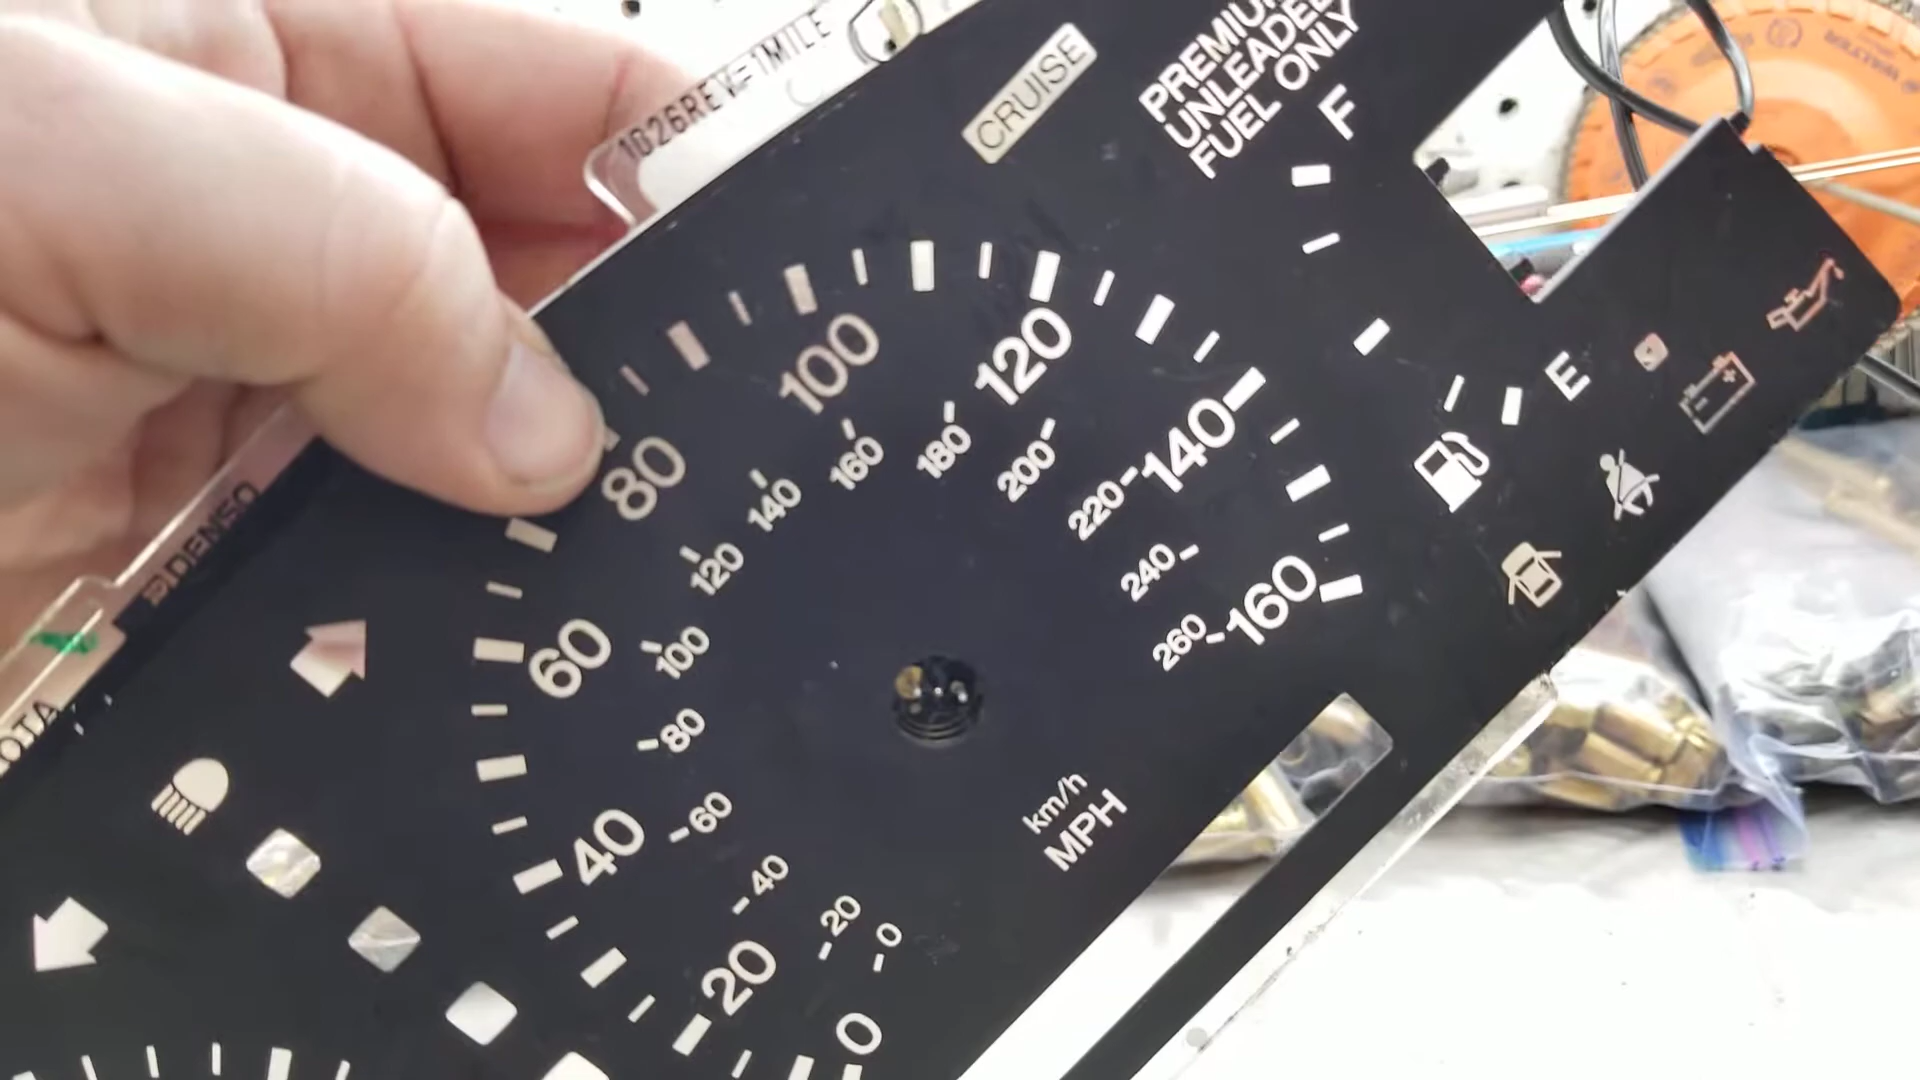 1026REV=1MILE
CRUISE
PREMIUM
UNLEADED
FUEL ONLY
F
E
DENSO
0
20
40
60
80
100
120
140
160
0
20
40
60
80
100
120
140
160
180
200
220
240
260
km/h
MPH